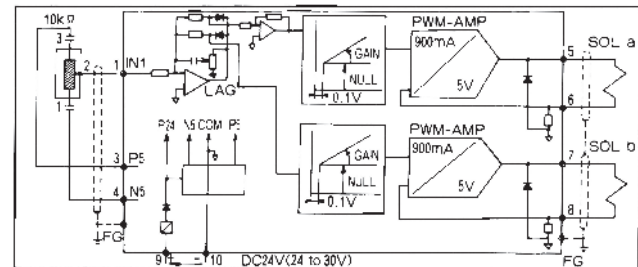 10k Ω
3
2
1
1 IN1
LAG
GAIN
NULL
0.1V
PWM-AMP
900mA
5V
5
SOL a
6
P24
N5
COM
P5
GAIN
NULL
0.1V
PWM-AMP
900mA
5V
7
SOL b
8
3 P5
4 N5
FG
9
10
DC24V(24 to 30V)
FG